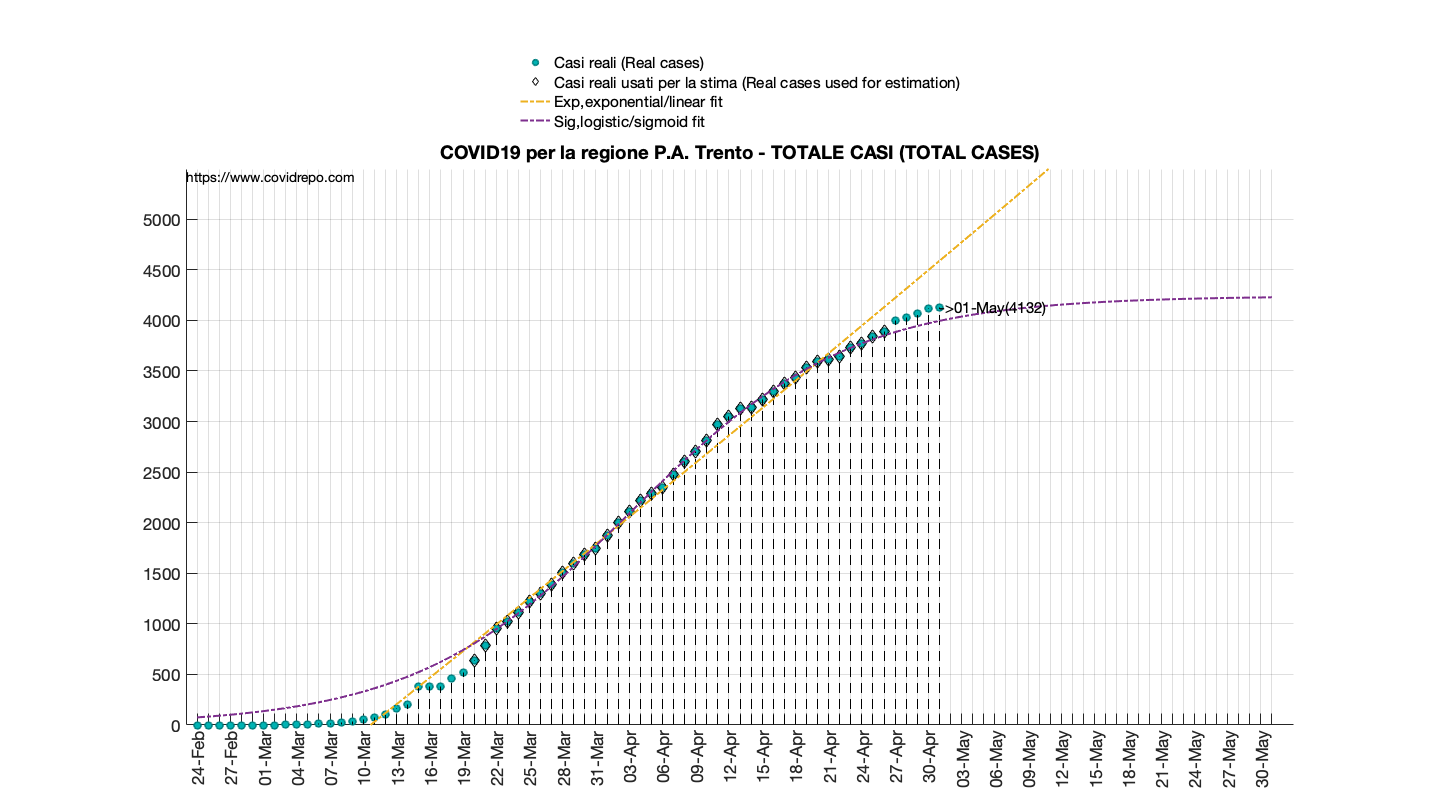 Casi reali (Real cases)
Casi reali usati per la stima (Real cases used for estimation)
Exp,exponential/linear fit
Sig,logistic/sigmoid fit
COVID19 per la regione P.A. Trento - TOTALE CASI (TOTAL CASES)
https://www.covidrepo.com
5000
4500
4000
3500
3000
2500
2000
1500
1000
500
0
>01-May(4132)
24-Feb
27-Feb
01-Mar
04-Mar
07-Mar
10-Mar
13-Mar
16-Mar
19-Mar
22-Mar
25-Mar
28-Mar
31-Mar
03-Apr
06-Apr
09-Apr
12-Apr
15-Apr
18-Apr
21-Apr
24-Apr
27-Apr
30-Apr
03-May
06-May
09-May
12-May
15-May
18-May
21-May
24-May
27-May
30-May